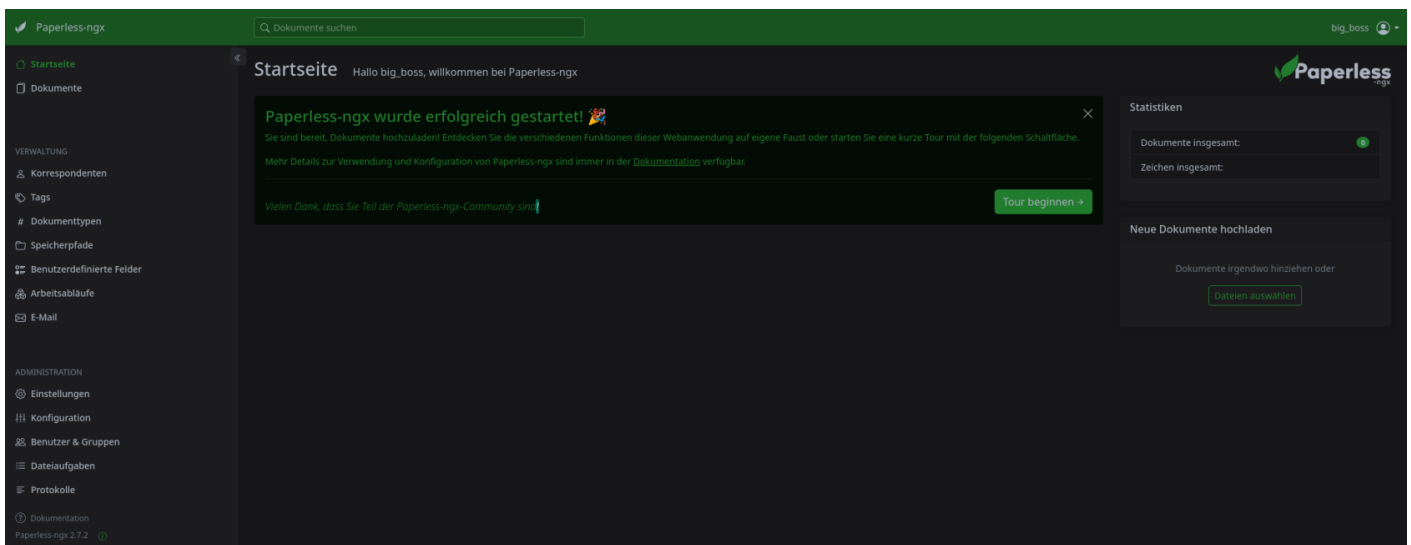 Paperless-ngx
Dokumente suchen
big_boss
Startseite
Dokumente
VERWALTUNG
Korrespondenten
Tags
Dokumenttypen
Speicherpfade
Benutzerdefinierte Felder
Arbeitsabläufe
E-Mail
ADMINISTRATION
Einstellungen
Konfiguration
Benutzer & Gruppen
Dateiaufgaben
Protokolle
Dokumentation
Paperless-ngx 2.7.2
Startseite Hallo big_boss, willkommen bei Paperless-ngx
Paperless-ngx
Paperless-ngx wurde erfolgreich gestartet! 🎉
Sie sind bereit, Dokumente hochzuladen! Entdecken Sie die verschiedenen Funktionen dieser Webanwendung auf eigene Faust oder starten Sie eine kurze Tour mit der folgenden Schaltfläche.
Mehr Details zur Verwendung und Konfiguration von Paperless-ngx sind immer in der Dokumentation verfügbar.
Vielen Dank, dass Sie Teil der Paperless-ngx-Community sind!
Tour beginnen →
Statistiken
Dokumente insgesamt: 0
Zeichen insgesamt:
Neue Dokumente hochladen
Dokumente irgendwo hinziehen oder
Dateien auswählen